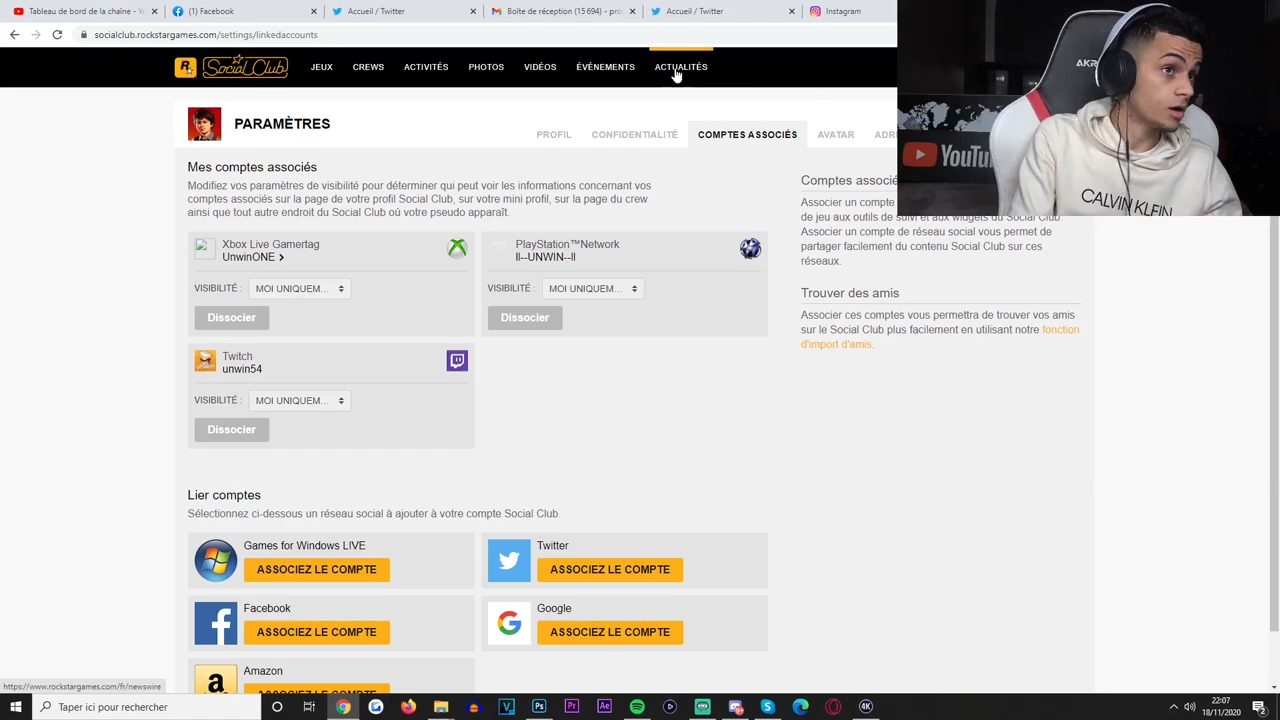 Tableau de bord de la chaîne - Yo
(1) Facebook
Accueil / Twitter
Boîte de réception (15 694) - pro
Accueil / Twitter
Instagram
socialclub.rockstargames.com/settings/linkedaccounts
R Social Club JEUX CREWS ACTIVITÉS PHOTOS VIDÉOS ÉVÈNEMENTS ACTUALITÉS
AKR
YouTu
CALVIN KLEIN
PARAMÈTRES
PROFIL CONFIDENTIALITÉ COMPTES ASSOCIÉS AVATAR ADR
Mes comptes associés
Modifiez vos paramètres de visibilité pour déterminer qui peut voir les informations concernant vos
comptes associés sur la page de votre profil Social Club, sur votre mini profil, sur la page du crew
ainsi que tout autre endroit du Social Club où votre pseudo apparaît.
Xbox Live Gamertag
UnwinONE >
VISIBILITÉ : MOI UNIQUEM...
Dissocier
PlayStation™Network
II--UNWIN--II
VISIBILITÉ : MOI UNIQUEM...
Dissocier
Twitch
unwin54
VISIBILITÉ : MOI UNIQUEM...
Dissocier
Comptes associé
Associer un compte
de jeu aux outils de suivi et aux widgets du Social Club.
Associer un compte de réseau social vous permet de
partager facilement du contenu Social Club sur ces
réseaux.
Trouver des amis
Associer ces comptes vous permettra de trouver vos amis
sur le Social Club plus facilement en utilisant notre fonction
d'import d'amis.
Lier comptes
Sélectionnez ci-dessous un réseau social à ajouter à votre compte Social Club.
Games for Windows LIVE
ASSOCIEZ LE COMPTE
Twitter
ASSOCIEZ LE COMPTE
Facebook
ASSOCIEZ LE COMPTE
Google
ASSOCIEZ LE COMPTE
Amazon
ASSOCIEZ LE COMPTE
https://www.rockstargames.com/fr/newswire
Taper ici pour rechercher
22:07
18/11/2020